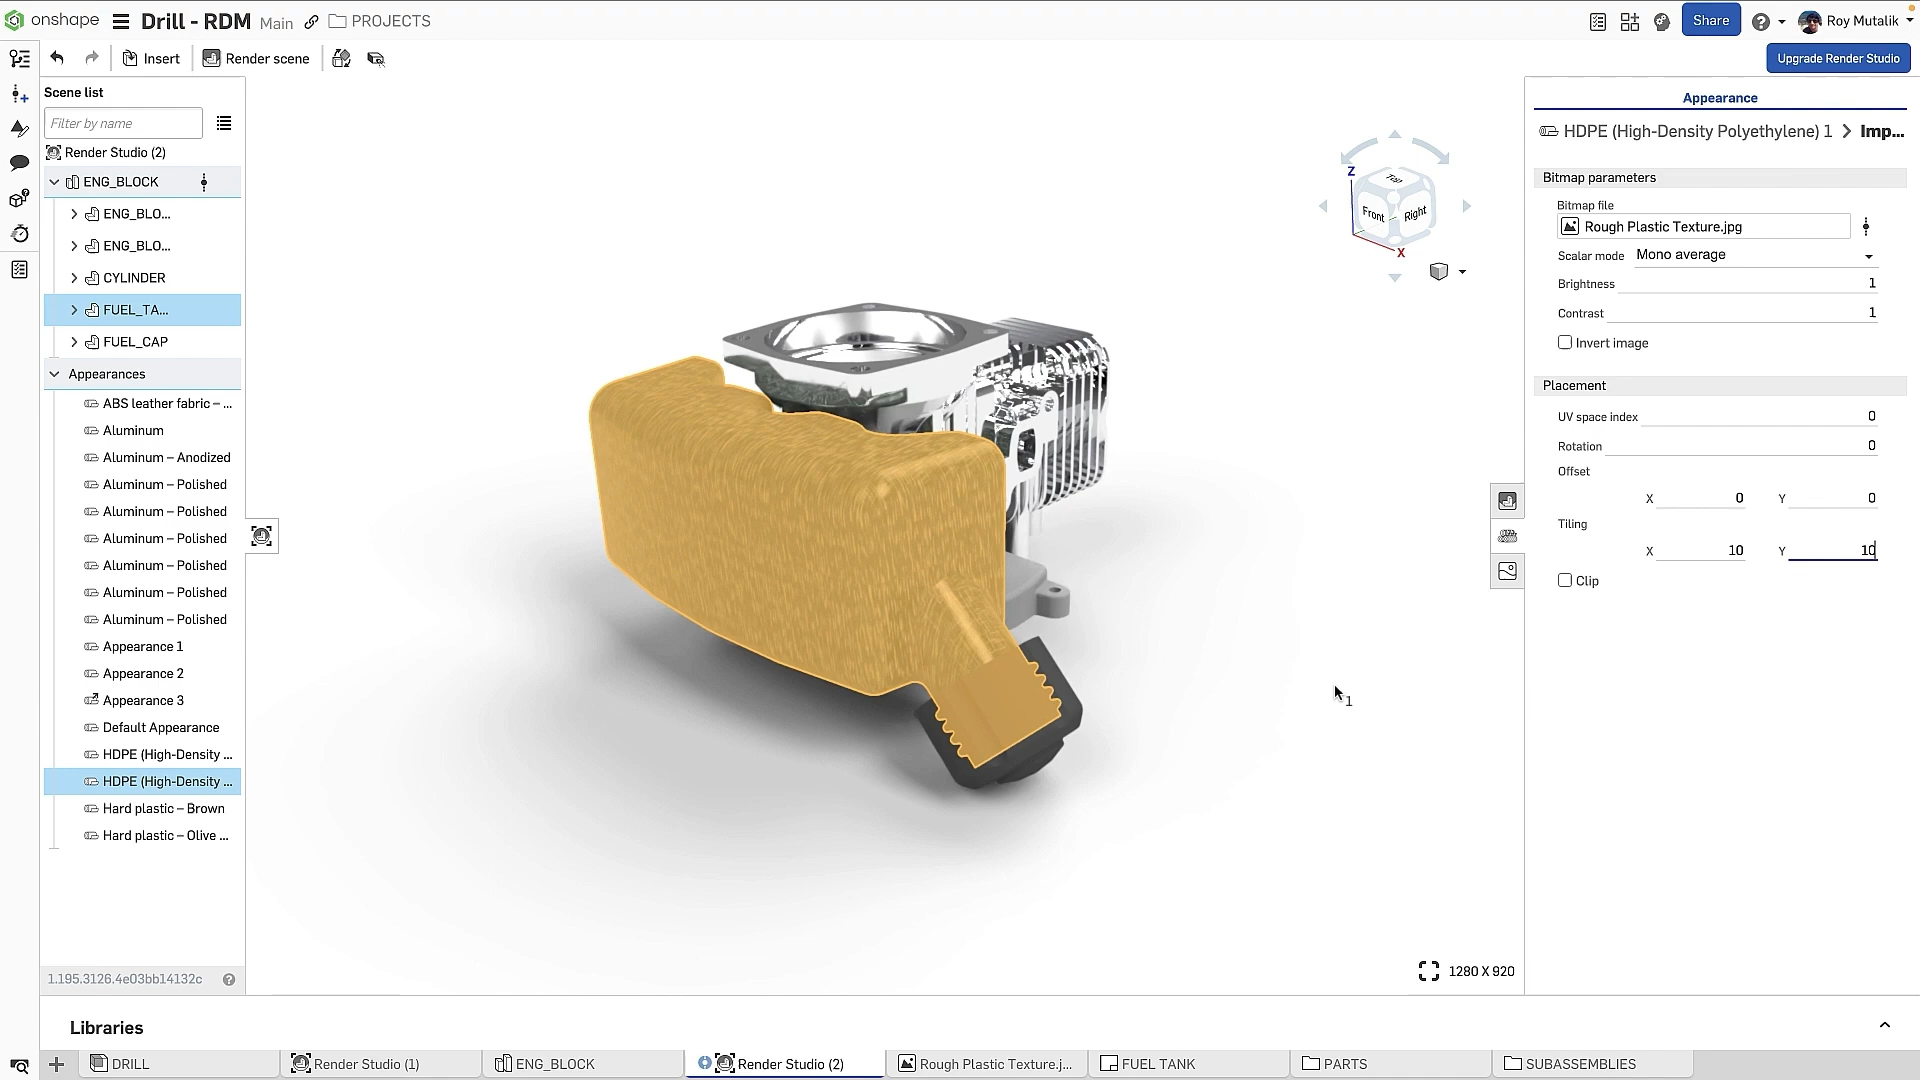 onshape
Drill - RDM
Main
PROJECTS
Share
Roy Mutalik
Insert
Render scene
Upgrade Render Studio
Scene list
Filter by name
Render Studio (2)
ENG_BLOCK
ENG_BLO...
ENG_BLO...
CYLINDER
FUEL_TA...
FUEL_CAP
Appearances
ABS leather fabric – ...
Aluminum
Aluminum – Anodized
Aluminum – Polished
Aluminum – Polished
Aluminum – Polished
Aluminum – Polished
Aluminum – Polished
Aluminum – Polished
Appearance 1
Appearance 2
Appearance 3
Default Appearance
HDPE (High-Density ...
HDPE (High-Density ...
Hard plastic – Brown
Hard plastic – Olive ...
1.195.3126.4e03bb14132c
Z
Top
Front
Right
X
1
1280 X 920
Appearance
HDPE (High-Density Polyethylene) 1 > Imp...
Bitmap parameters
Bitmap file
Rough Plastic Texture.jpg
Scalar mode Mono average
Brightness 1
Contrast 1
Invert image
Placement
UV space index 0
Rotation 0
Offset
X 0 Y 0
Tiling
X 10 Y 10
Clip
Libraries
DRILL
Render Studio (1)
ENG_BLOCK
Render Studio (2)
Rough Plastic Texture.j...
FUEL TANK
PARTS
SUBASSEMBLIES